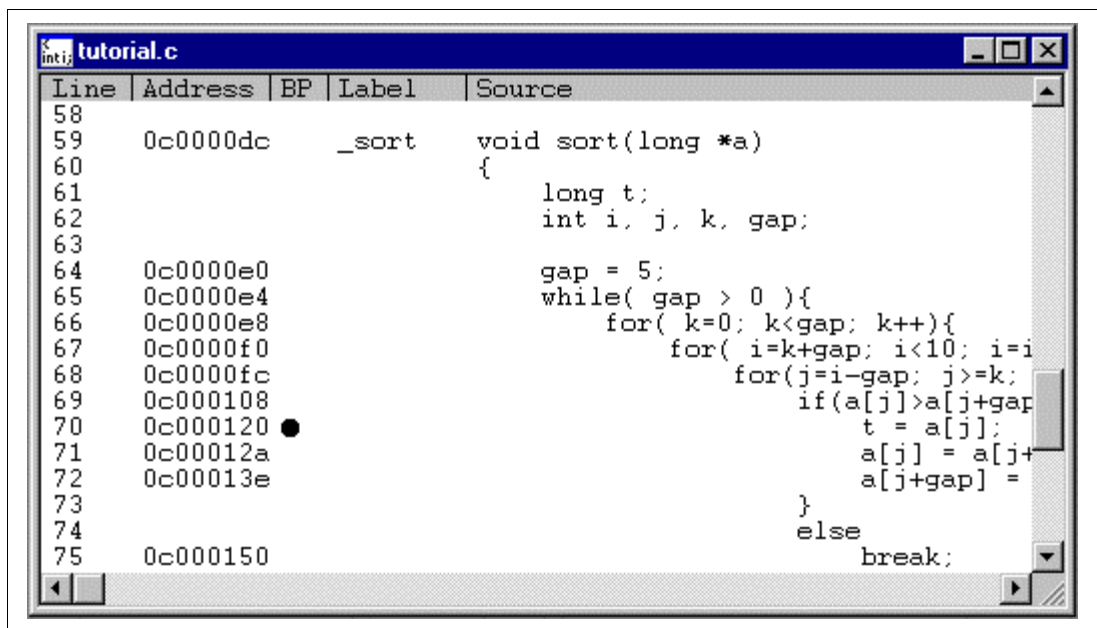 int i; tutorial.c
Line Address BP Label Source
58
59 0c0000dc _sort void sort(long *a)
60 {
61 long t;
62 int i, j, k, gap;
63
64 0c0000e0 gap = 5;
65 0c0000e4 while( gap > 0 ){
66 0c0000e8 for( k=0; k<gap; k++){
67 0c0000f0 for( i=k+gap; i<10; i=i
68 0c0000fc for(j=i-gap; j>=k;
69 0c000108 if(a[j]>a[j+gap
70 0c000120 ● t = a[j];
71 0c00012a a[j] = a[j+
72 0c00013e a[j+gap] =
73 }
74 else
75 0c000150 break;